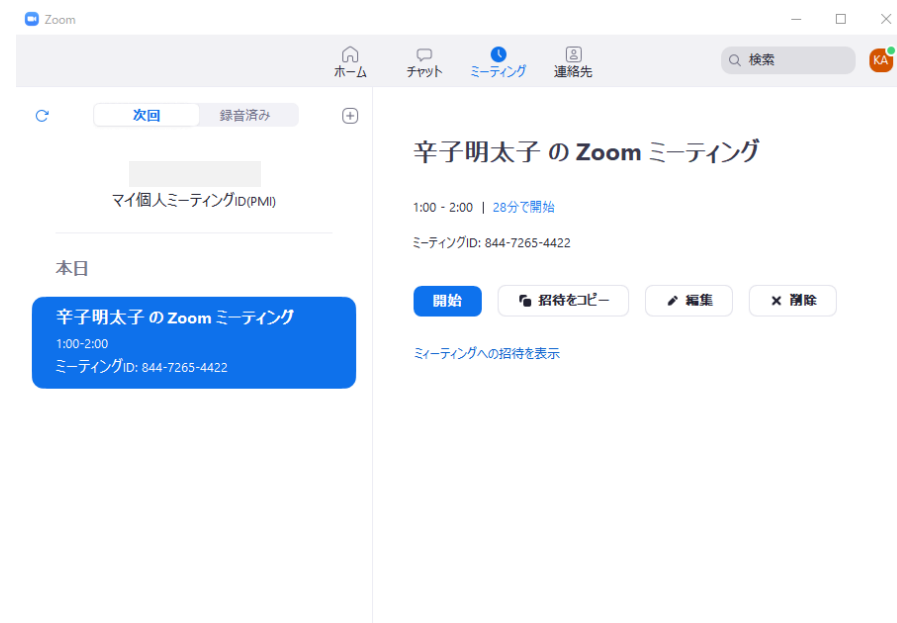 Zoom
ホーム
チャット
ミーティング
連絡先
検索
KA
次回
録音済み
マイ個人ミーティングID(PMI)
本日
辛子明太子 の Zoom ミーティング
1:00-2:00
ミーティングID: 844-7265-4422
辛子明太子 の Zoom ミーティング
1:00 - 2:00 | 28分で開始
ミーティングID: 844-7265-4422
開始
招待をコピー
編集
削除
ミィーティングへの招待を表示